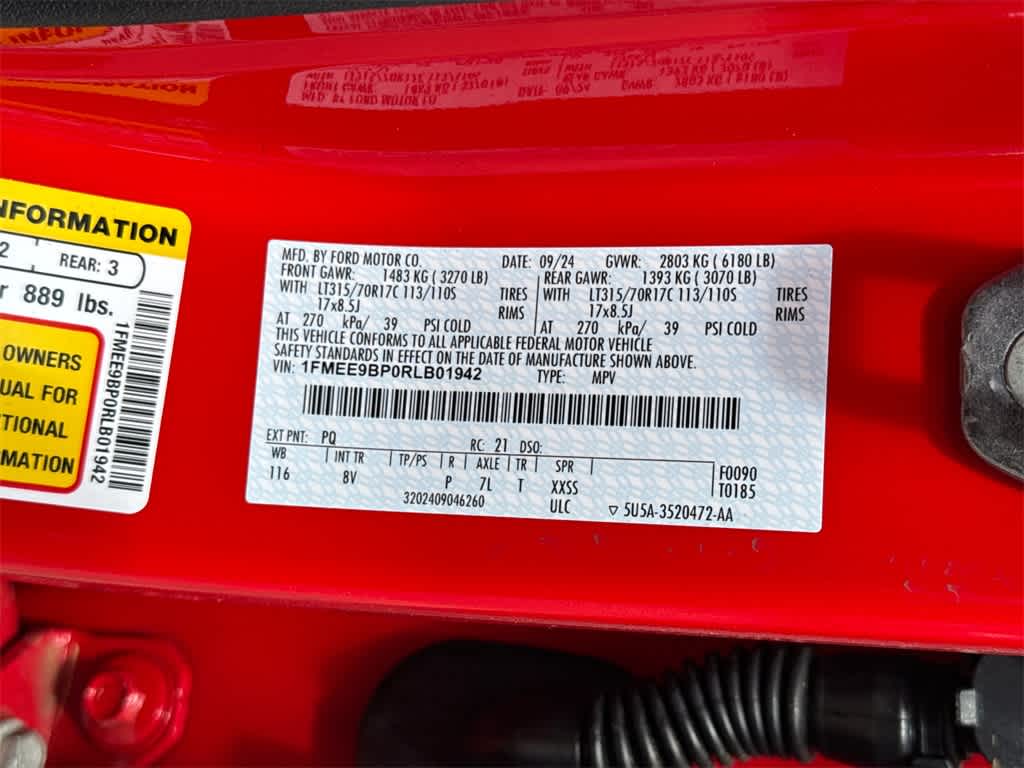 NFORMATION
2 REAR: 3
r 889 lbs.
OWNERS
UAL FOR
TIONAL
RMATION
1FMEE9BP0RLB01942
MFD. BY FORD MOTOR CO. DATE: 09/24 GVWR: 2803 KG ( 6180 LB)
FRONT GAWR: 1483 KG ( 3270 LB) REAR GAWR: 1393 KG ( 3070 LB)
WITH LT315/70R17C 113/110S TIRES WITH LT315/70R17C 113/110S TIRES
17x8.5J RIMS 17x8.5J RIMS
AT 270 kPa/ 39 PSI COLD AT 270 kPa/ 39 PSI COLD
THIS VEHICLE CONFORMS TO ALL APPLICABLE FEDERAL MOTOR VEHICLE
SAFETY STANDARDS IN EFFECT ON THE DATE OF MANUFACTURE SHOWN ABOVE.
VIN: 1FMEE9BP0RLB01942 TYPE: MPV
EXT PNT: PQ RC: 21 DSO:
WB INT TR TP/PS R AXLE TR SPR F0090
116 8V P 7L T XXSS T0185
3202409046260 ULC ▽ 5U5A-3520472-AA